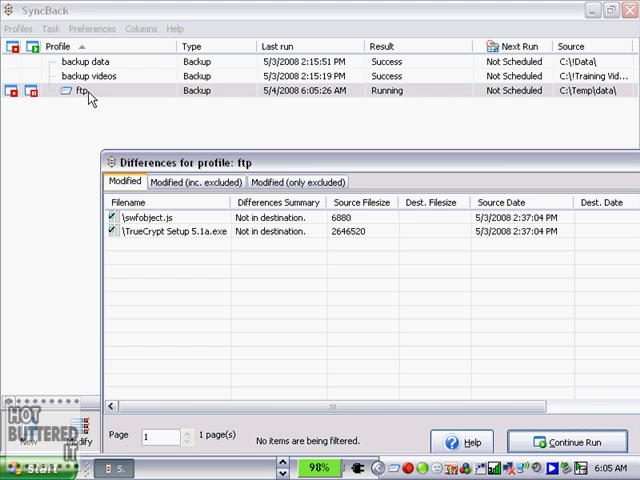 SyncBack
Profiles Task Preferences Columns Help
Profile Type Last run Result Next Run Source
backup data Backup 5/3/2008 2:15:51 PM Success Not Scheduled C:\!Data\
backup videos Backup 5/3/2008 2:15:19 PM Success Not Scheduled C:\!Training Vid...
ftp Backup 5/4/2008 6:05:26 AM Running Not Scheduled C:\Temp\data\
Differences for profile: ftp
Modified Modified (inc. excluded) Modified (only excluded)
Filename Differences Summary Source Filesize Dest. Filesize Source Date Dest. Date
\swfobject.js Not in destination. 6880 5/3/2008 2:37:04 PM
\TrueCrypt Setup 5.1a.exe Not in destination. 2646520 5/3/2008 2:37:04 PM
HOT
BUTTERED
IT
New Modify
Page 1 1 page(s) No items are being filtered. Help Continue Run
start S. 98% 6:05 AM